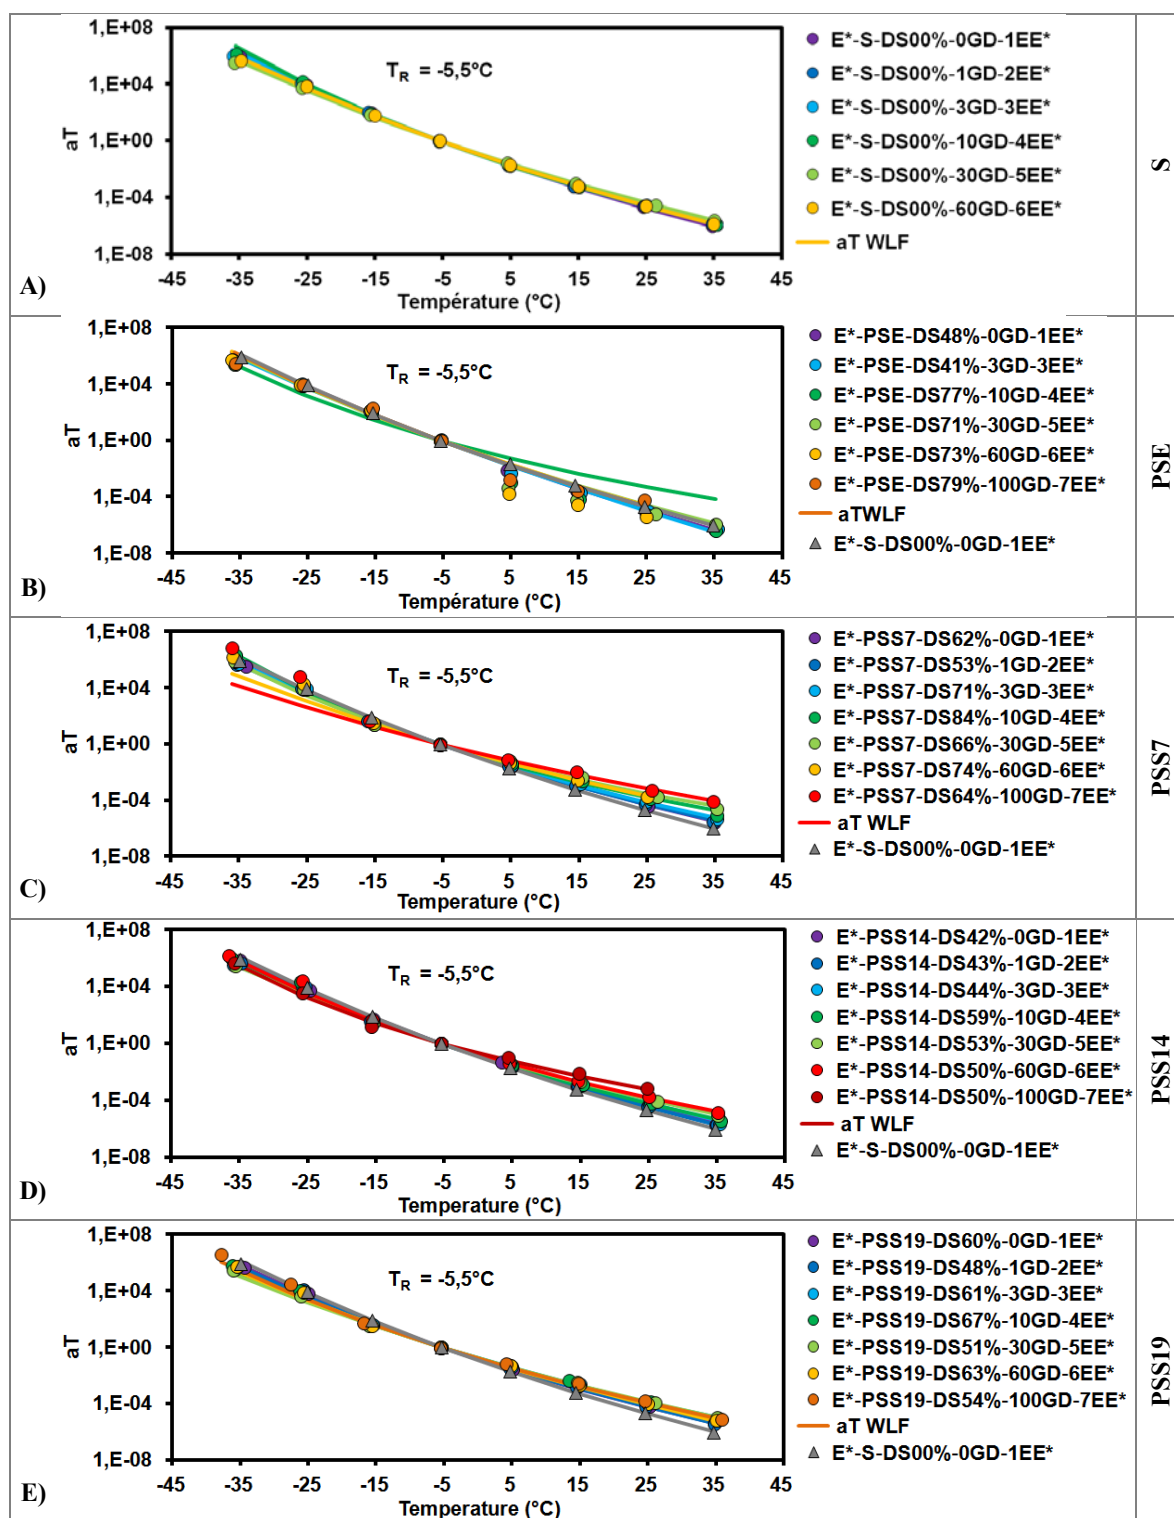 1,E+08
1,E+04
1,E+00
1,E-04
1,E-08
aT
T_R = -5,5°C
-45 -35 -25 -15 -5 5 15 25 35 45
Température (°C)
E*-S-DS00%-0GD-1EE*
E*-S-DS00%-1GD-2EE*
E*-S-DS00%-3GD-3EE*
E*-S-DS00%-10GD-4EE*
E*-S-DS00%-30GD-5EE*
E*-S-DS00%-60GD-6EE*
aT WLF
A)
S
1,E+08
1,E+04
1,E+00
1,E-04
1,E-08
aT
T_R = -5,5°C
-45 -35 -25 -15 -5 5 15 25 35 45
Température (°C)
E*-PSE-DS48%-0GD-1EE*
E*-PSE-DS41%-3GD-3EE*
E*-PSE-DS77%-10GD-4EE*
E*-PSE-DS71%-30GD-5EE*
E*-PSE-DS73%-60GD-6EE*
E*-PSE-DS79%-100GD-7EE*
aTWLF
E*-S-DS00%-0GD-1EE*
B)
PSE
1,E+08
1,E+04
1,E+00
1,E-04
1,E-08
aT
T_R = -5,5°C
-45 -35 -25 -15 -5 5 15 25 35 45
Temperature (°C)
E*-PSS7-DS62%-0GD-1EE*
E*-PSS7-DS53%-1GD-2EE*
E*-PSS7-DS71%-3GD-3EE*
E*-PSS7-DS84%-10GD-4EE*
E*-PSS7-DS66%-30GD-5EE*
E*-PSS7-DS74%-60GD-6EE*
E*-PSS7-DS64%-100GD-7EE*
aT WLF
E*-S-DS00%-0GD-1EE*
C)
PSS7
1,E+08
1,E+04
1,E+00
1,E-04
1,E-08
aT
T_R = -5,5°C
-45 -35 -25 -15 -5 5 15 25 35 45
Temperature (°C)
E*-PSS14-DS42%-0GD-1EE*
E*-PSS14-DS43%-1GD-2EE*
E*-PSS14-DS44%-3GD-3EE*
E*-PSS14-DS59%-10GD-4EE*
E*-PSS14-DS53%-30GD-5EE*
E*-PSS14-DS50%-60GD-6EE*
E*-PSS14-DS50%-100GD-7EE*
aT WLF
E*-S-DS00%-0GD-1EE*
D)
PSS14
1,E+08
1,E+04
1,E+00
1,E-04
1,E-08
aT
T_R = -5,5°C
-45 -35 -25 -15 -5 5 15 25 35 45
Temperature (°C)
E*-PSS19-DS60%-0GD-1EE*
E*-PSS19-DS48%-1GD-2EE*
E*-PSS19-DS61%-3GD-3EE*
E*-PSS19-DS67%-10GD-4EE*
E*-PSS19-DS51%-30GD-5EE*
E*-PSS19-DS63%-60GD-6EE*
E*-PSS19-DS54%-100GD-7EE*
aT WLF
E*-S-DS00%-0GD-1EE*
E)
PSS19